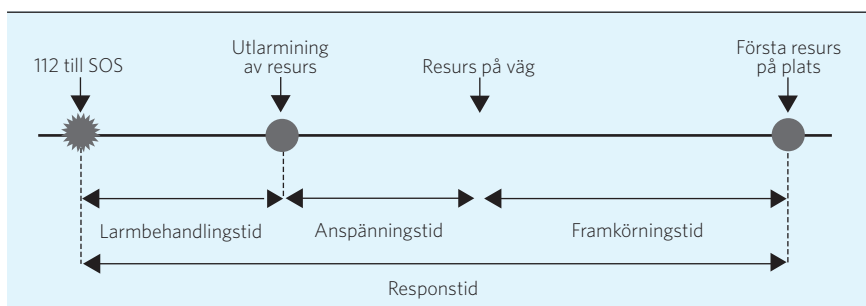 112 till SOS
Utlarmining
av resurs
Resurs på väg
Första resurs
på plats
Larmbehandlingstid
Anspänningstid
Framkörningstid
Responstid